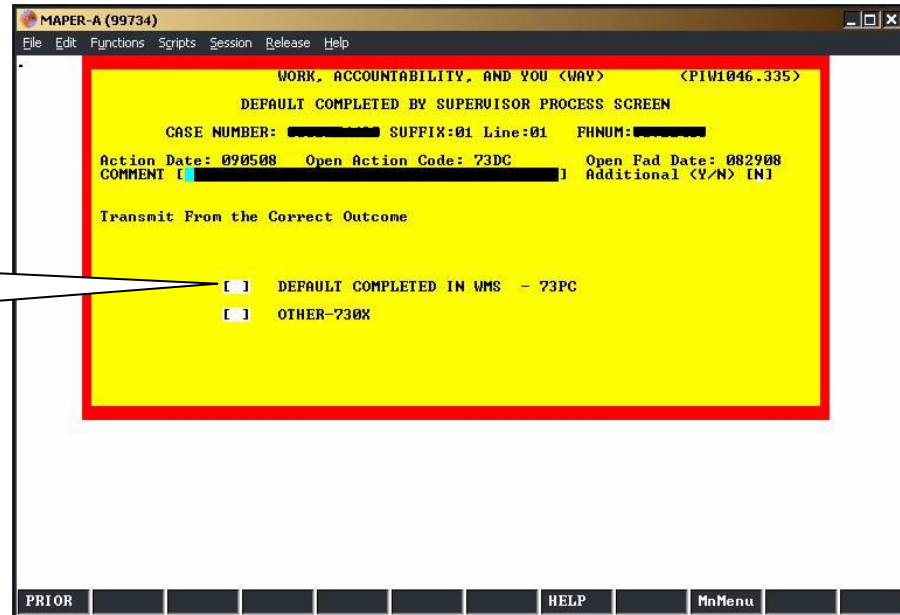 MAPER-A (99734)
File Edit Functions Scripts Session Release Help
WORK, ACCOUNTABILITY, AND YOU (WAY) (PIW1046.335)
DEFAULT COMPLETED BY SUPERVISOR PROCESS SCREEN
CASE NUMBER: SUFFIX:01 Line:01 FHNUM:
Action Date: 090508 Open Action Code: 73DC Open Fad Date: 082908
COMMENT [ ] Additional (Y/N) [N]
Transmit From the Correct Outcome
[ ] DEFAULT COMPLETED IN WMS - 73PC
[ ] OTHER-730X
PRIOR HELP MnMenu